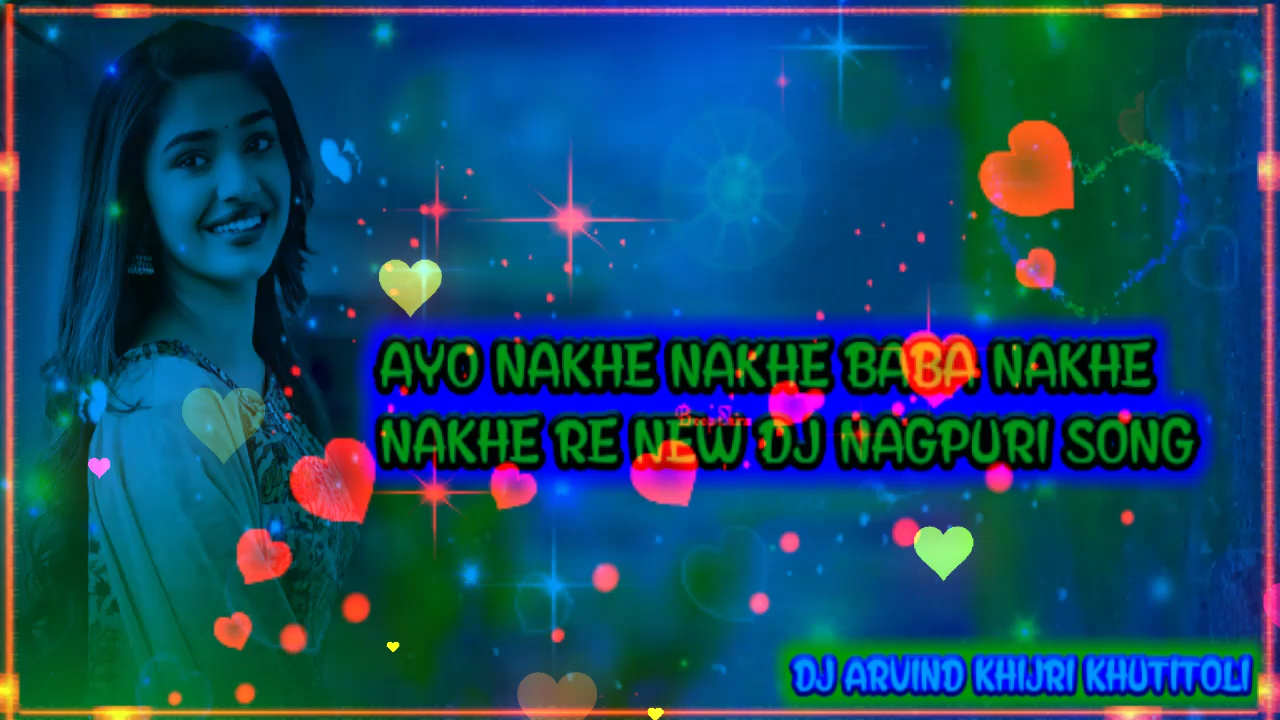 AYO NAKHE NAKHE BABA NAKHE
NAKHE RE NEW DJ NAGPURI SONG
DJ ARVIND KHIJRI KHUTITOLI